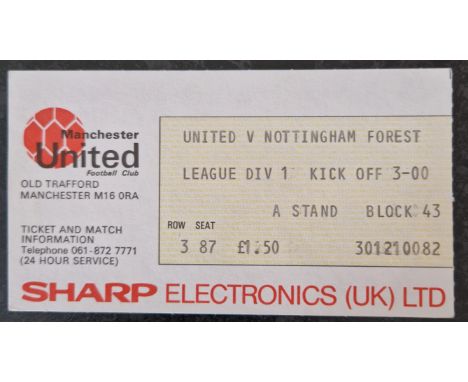 Manchester
United
Football Club
OLD TRAFFORD
MANCHESTER M16 0RA
TICKET AND MATCH
INFORMATION
Telephone 061-872 7771
(24 HOUR SERVICE)
UNITED V NOTTINGHAM FOREST
LEAGUE DIV 1 KICK OFF 3-00
A STAND BLOCK 43
ROW SEAT
3 87 £1.50 301210082
SHARP ELECTRONICS (UK) LTD